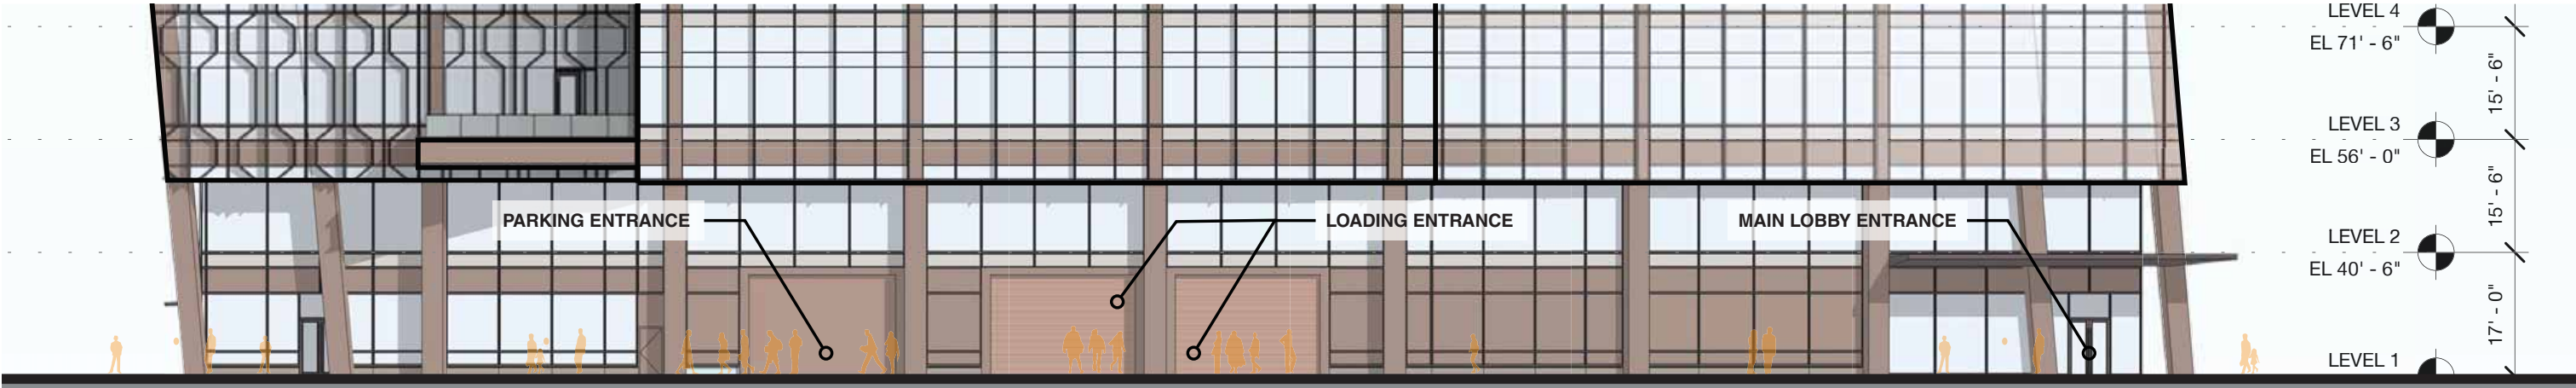 LEVEL 4
EL 71' - 6"
15' - 6"
LEVEL 3
EL 56' - 0"
15' - 6"
PARKING ENTRANCE
LOADING ENTRANCE
MAIN LOBBY ENTRANCE
LEVEL 2
EL 40' - 6"
17' - 0"
LEVEL 1